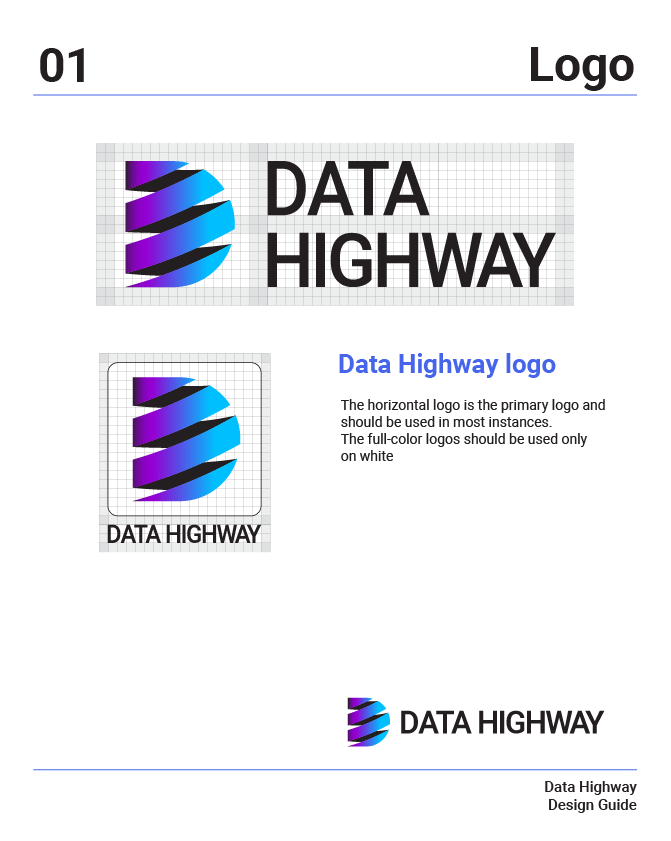 01
Logo
DATA
HIGHWAY
DATA HIGHWAY
Data Highway logo
The horizontal logo is the primary logo and
should be used in most instances.
The full-color logos should be used only
on white
DATA HIGHWAY
Data Highway
Design Guide